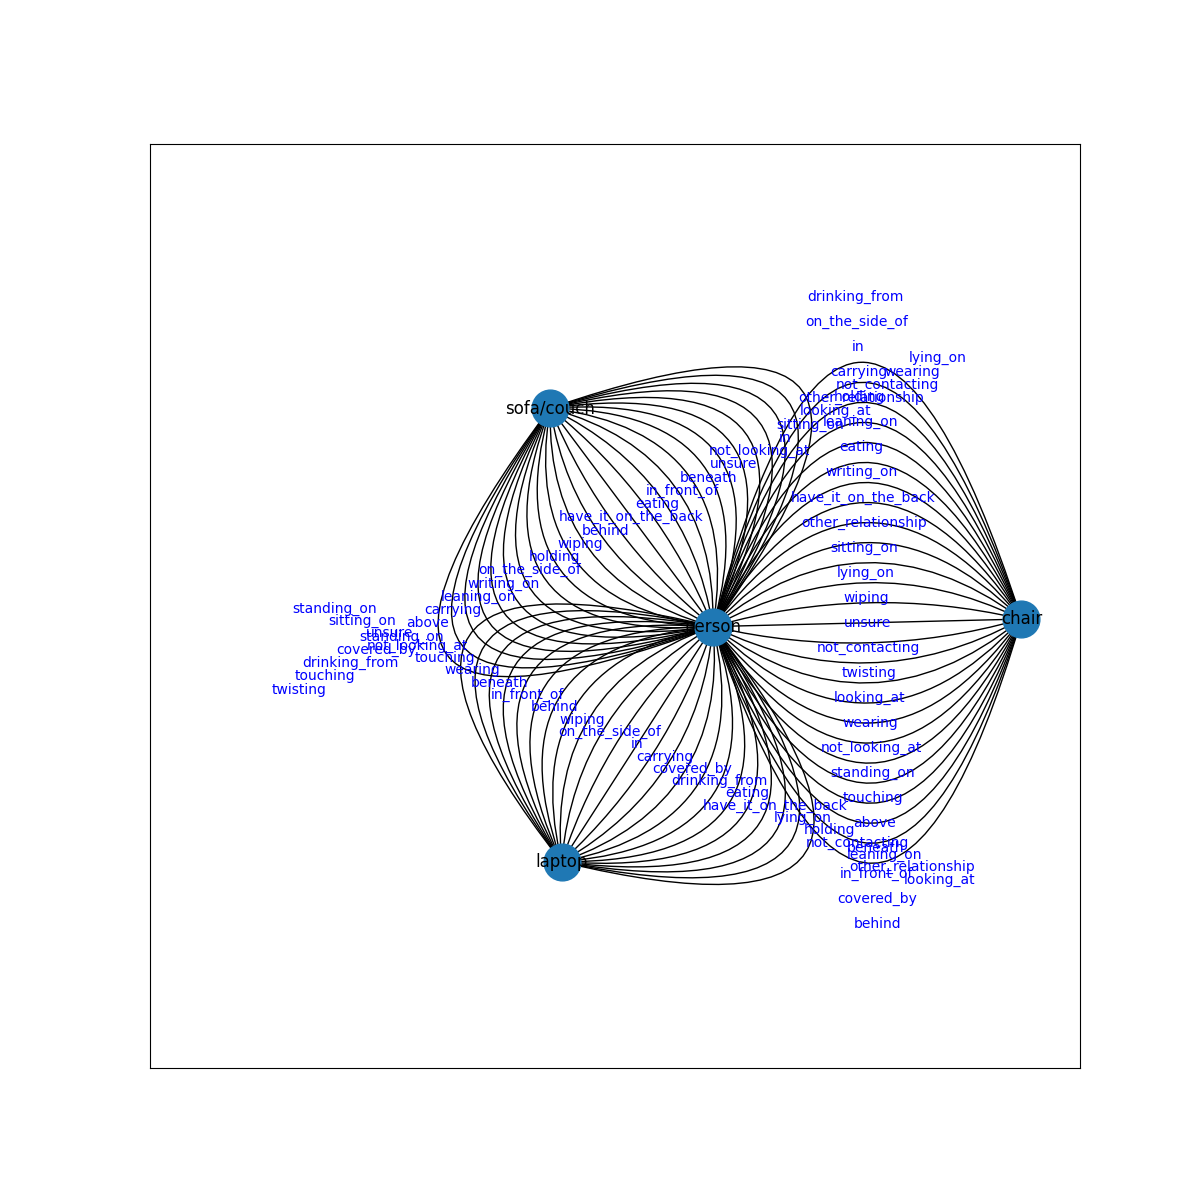 drinking_from
on_the_side_of
in
lying_on
carrying
wearing
not_contacting
holding
other_relationship
sofa/couch
looking_at
leaning_on
sitting_on
in
eating
not_looking_at
unsure
writing_on
beneath
in_front_of
have_it_on_the_back
eating
have_it_on_the_back
other_relationship
behind
wiping
sitting_on
holding
on_the_side_of
lying_on
writing_on
leaning_on
wiping
carrying
standing_on
sitting_on
above
unsure
chair
person
unsure
standing_on
not_looking_at
covered_by
not_contacting
touching
drinking_from
wearing
twisting
touching
beneath
twisting
in_front_of
looking_at
behind
wiping
wearing
on_the_side_of
in
not_looking_at
carrying
covered_by
standing_on
drinking_from
eating
touching
have_it_on_the_back
lying_on
above
holding
not_contacting
beneath
leaning_on
laptop
other_relationship
in_front_of
looking_at
covered_by
behind